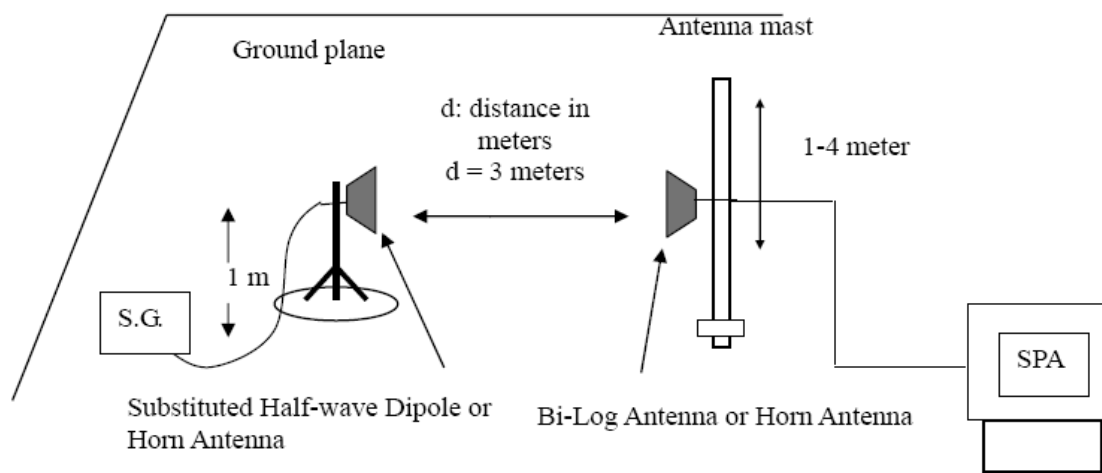 Antenna mast
Ground plane
d: distance in
meters
d = 3 meters
1-4 meter
1 m
S.G.
SPA
Substituted Half-wave Dipole or
Horn Antenna
Bi-Log Antenna or Horn Antenna